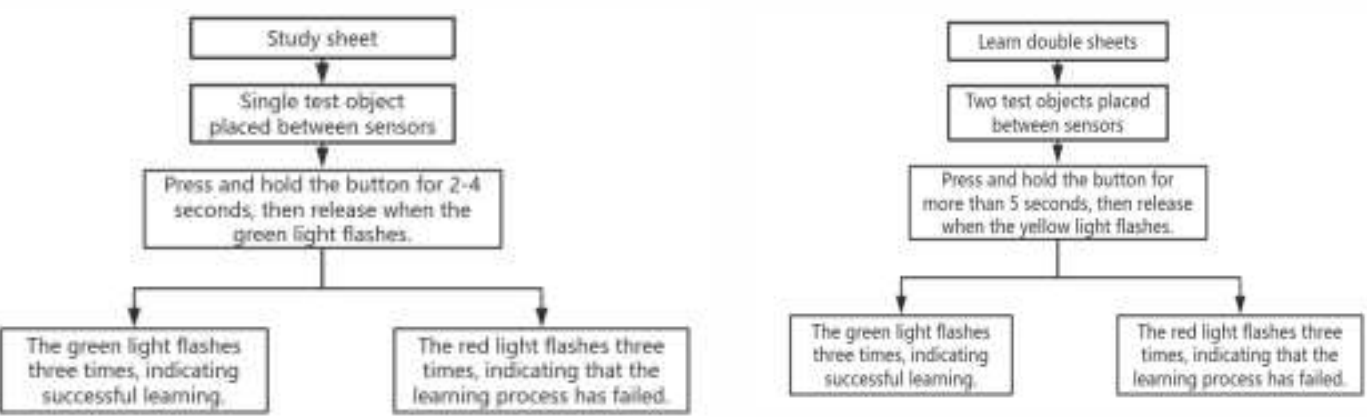 Study sheet
Single test object
placed between sensors
Press and hold the button for 2-4
seconds, then release when the
green light flashes.
The green light flashes
three times, indicating
successful learning.
The red light flashes three
times, indicating that the
learning process has failed.
Learn double sheets
Two test objects placed
between sensors
Press and hold the button for
more than 5 seconds, then release
when the yellow light flashes.
The green light flashes
three times, indicating
successful learning.
The red light flashes three
times, indicating that the
learning process has failed.